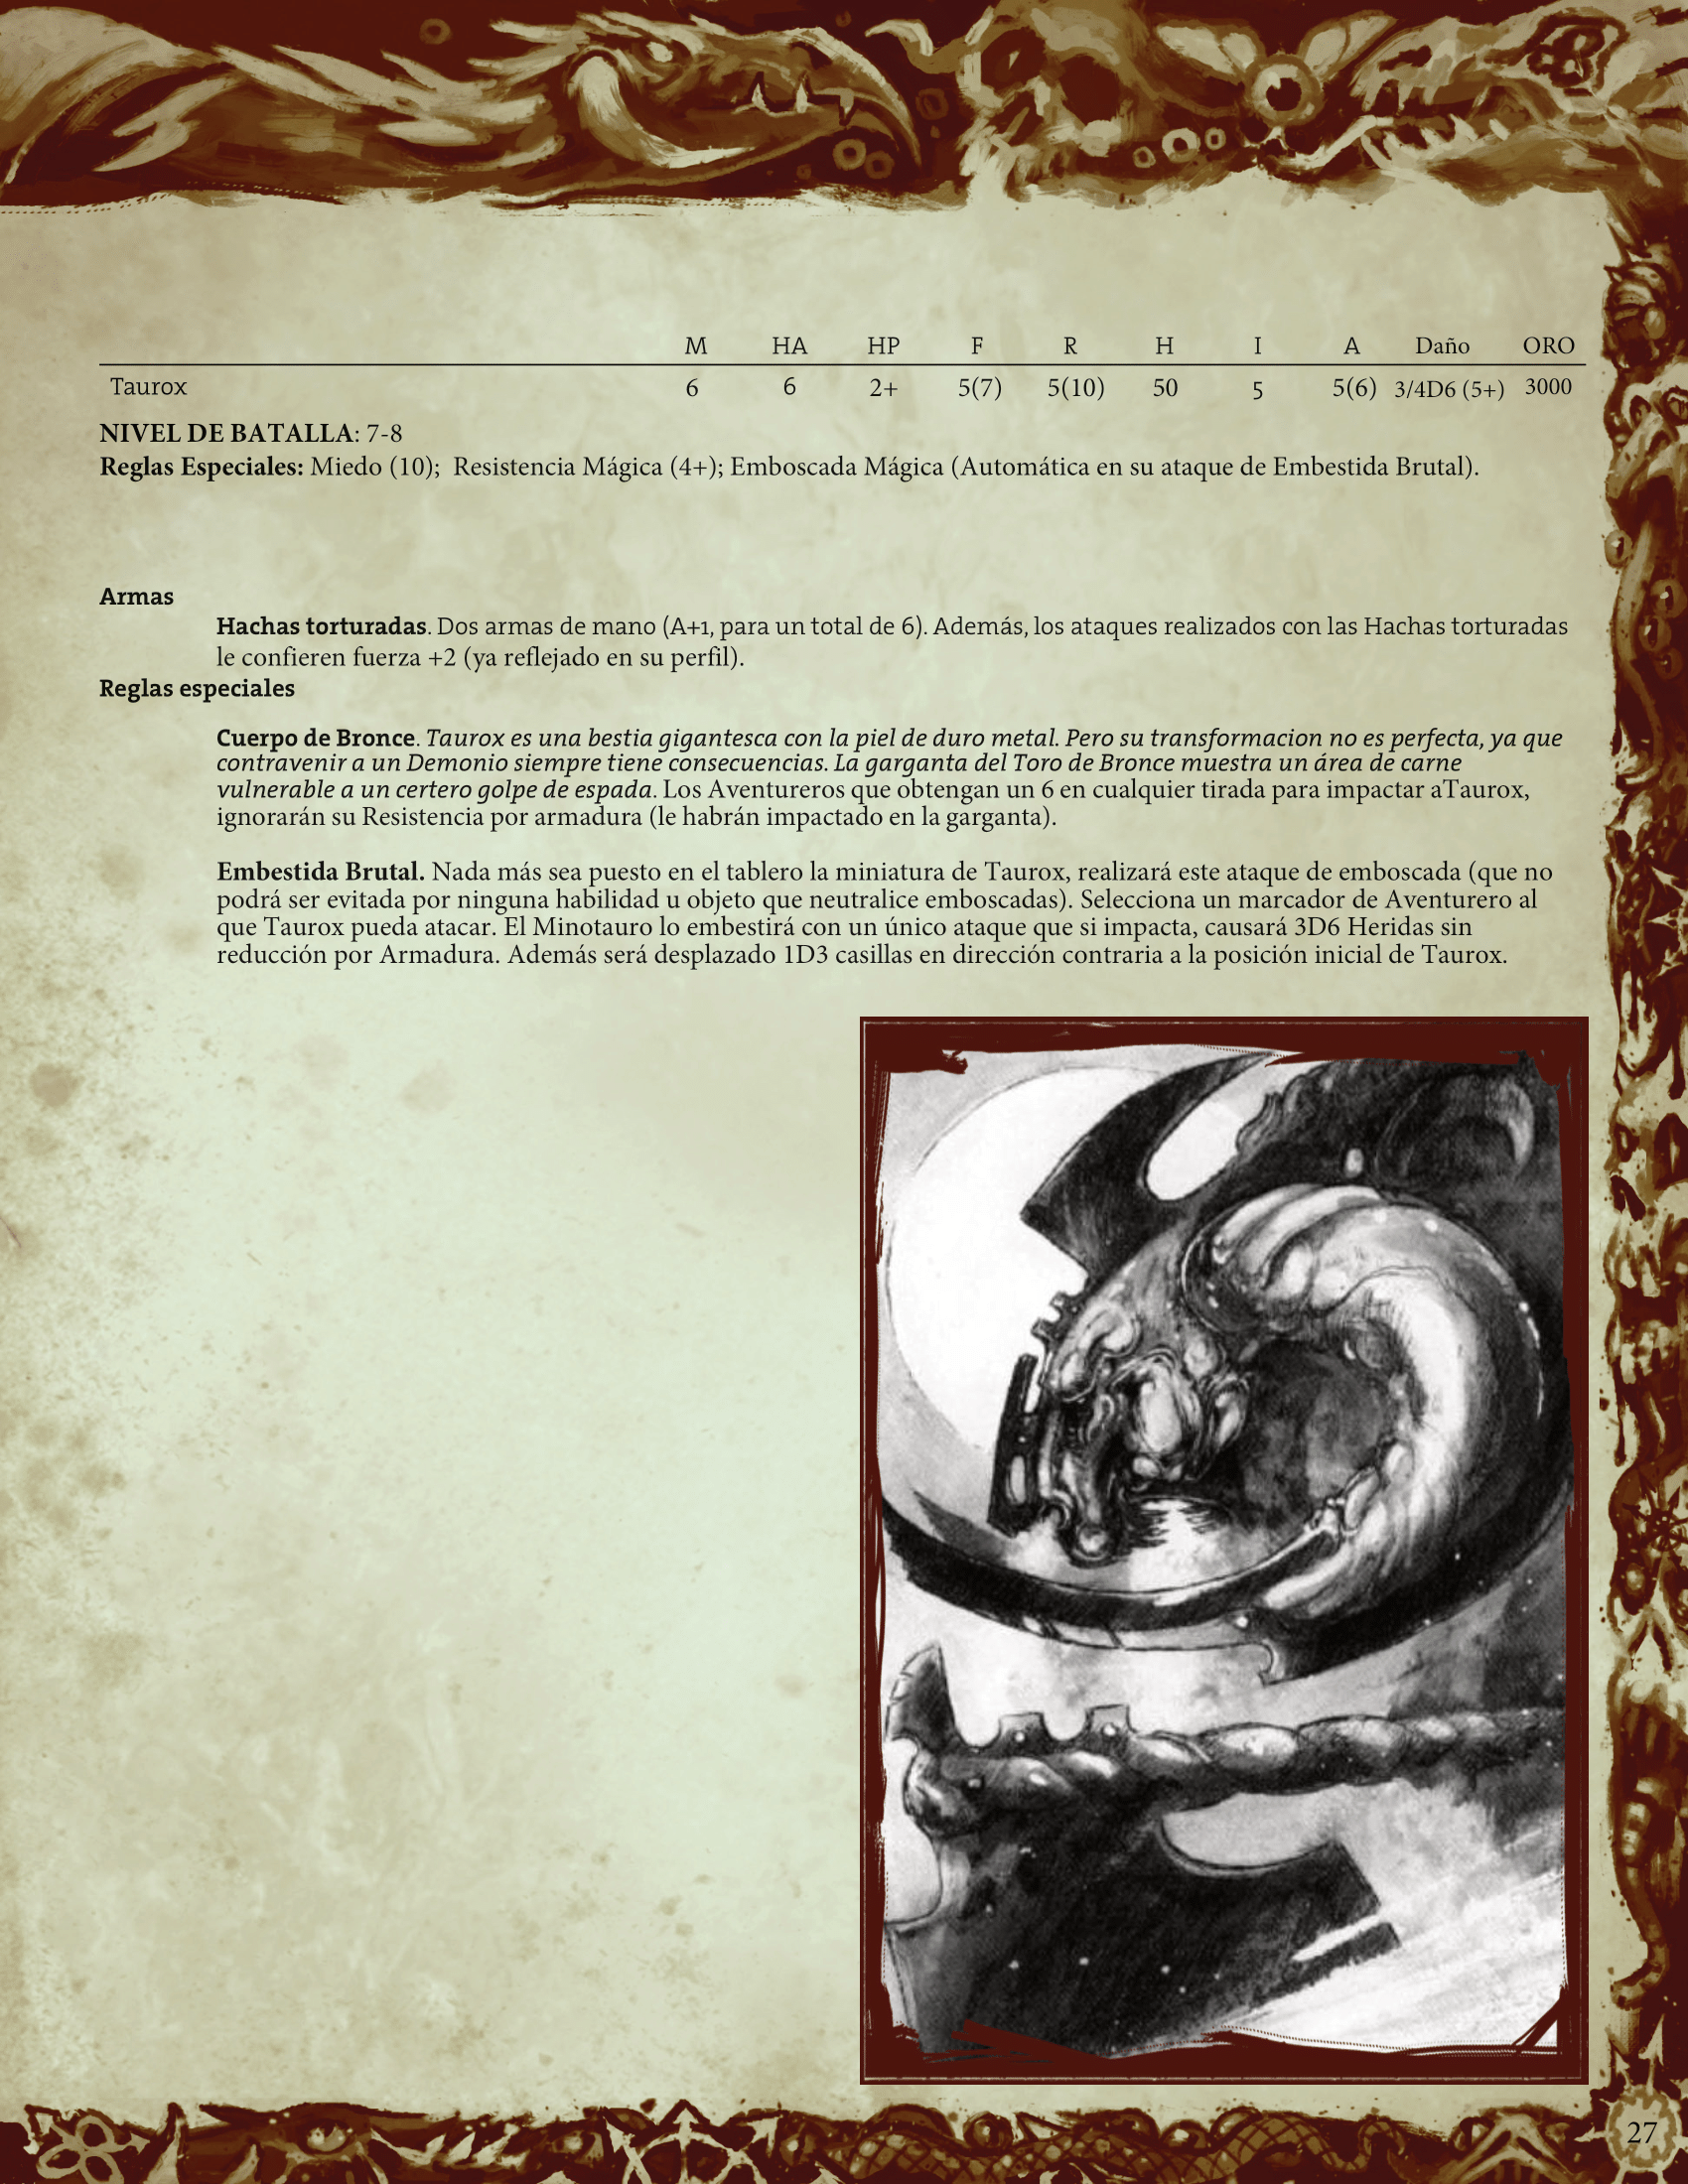 M HA HP F R H I A Daño ORO
Taurox 6 6 2+ 5(7) 5(10) 50 5 5(6) 3/4D6 (5+) 3000
NIVEL DE BATALLA: 7-8
Reglas Especiales: Miedo (10); Resistencia Mágica (4+); Emboscada Mágica (Automática en su ataque de Embestida Brutal).
Armas
Hachas torturadas. Dos armas de mano (A+1, para un total de 6). Además, los ataques realizados con las Hachas torturadas
le confieren fuerza +2 (ya reflejado en su perfil).
Reglas especiales
Cuerpo de Bronce. Taurox es una bestia gigantesca con la piel de duro metal. Pero su transformacion no es perfecta, ya que
contravenir a un Demonio siempre tiene consecuencias. La garganta del Toro de Bronce muestra un área de carne
vulnerable a un certero golpe de espada. Los Aventureros que obtengan un 6 en cualquier tirada para impactar aTaurox,
ignorarán su Resistencia por armadura (le habrán impactado en la garganta).
Embestida Brutal. Nada más sea puesto en el tablero la miniatura de Taurox, realizará este ataque de emboscada (que no
podrá ser evitada por ninguna habilidad u objeto que neutralice emboscadas). Selecciona un marcador de Aventurero al
que Taurox pueda atacar. El Minotauro lo embestirá con un único ataque que si impacta, causará 3D6 Heridas sin
reducción por Armadura. Además será desplazado 1D3 casillas en dirección contraria a la posición inicial de Taurox.
27